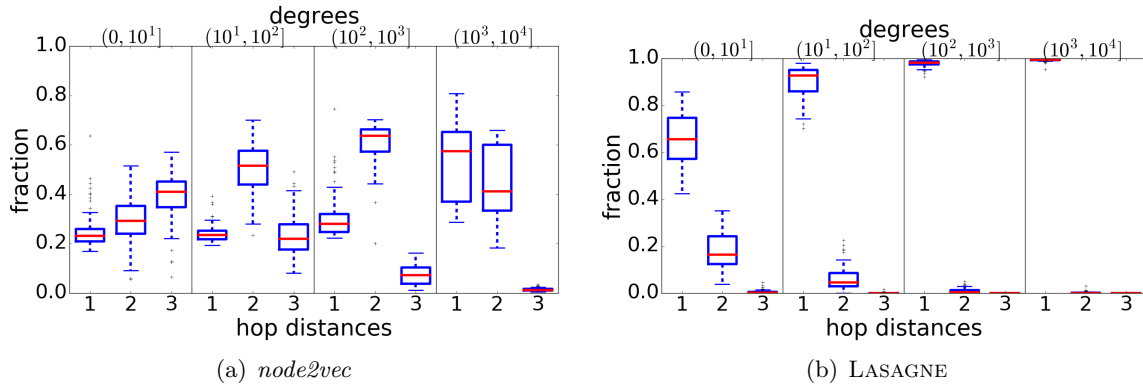 degrees
(0, 10¹] (10¹, 10²] (10², 10³] (10³, 10⁴]
1.0
0.8
0.6
0.4
0.2
0.0
fraction
1 2 3 1 2 3 1 2 3 1 2 3
hop distances
(a) node2vec
degrees
(0, 10¹] (10¹, 10²] (10², 10³] (10³, 10⁴]
1.0
0.8
0.6
0.4
0.2
0.0
fraction
1 2 3 1 2 3 1 2 3 1 2 3
hop distances
(b) LASAGNE